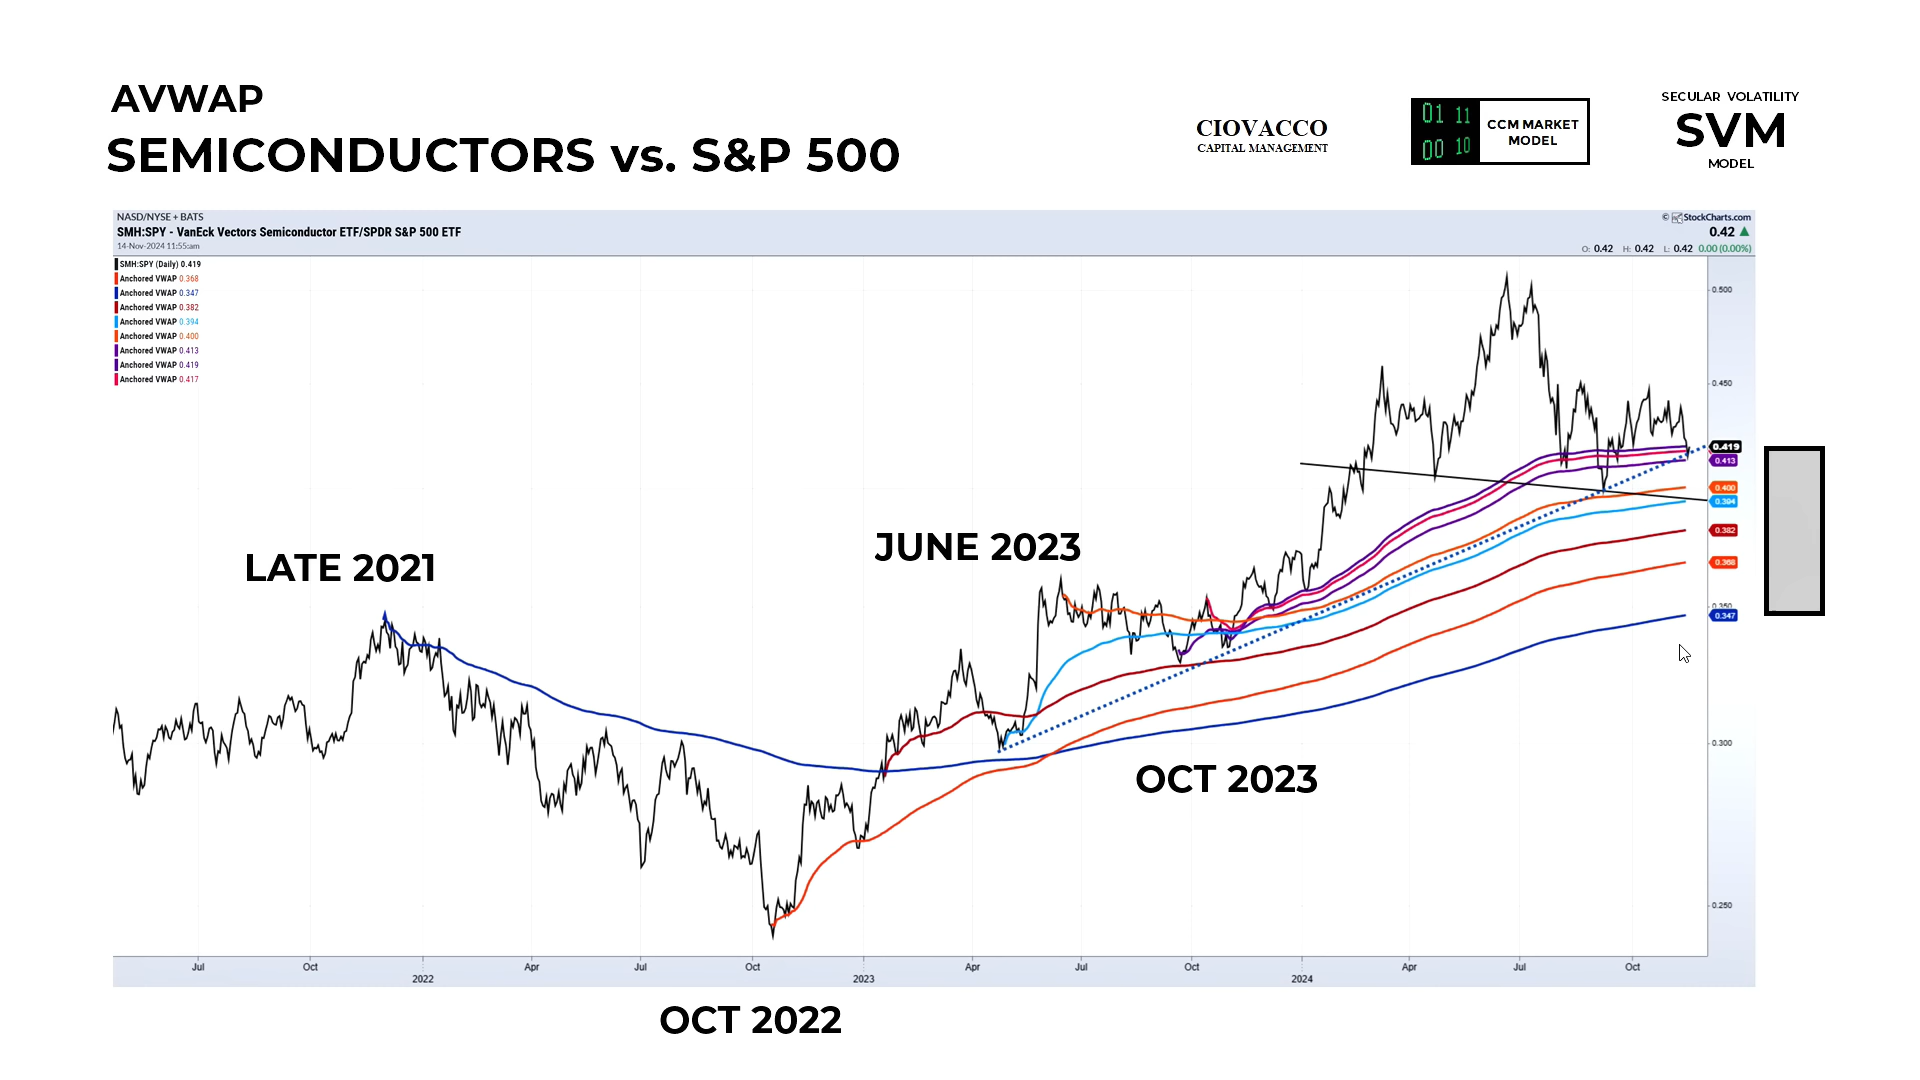 AVWAP
SEMICONDUCTORS vs. S&P 500
CIOVACCO
CAPITAL MANAGEMENT
01 11
00 10
CCM MARKET
MODEL
SECULAR VOLATILITY
SVM
MODEL
NASD/NYSE + BATS
© StockCharts.com
SMH:SPY - VanEck Vectors Semiconductor ETF/SPDR S&P 500 ETF
0.42
14-Nov-2024 11:55:am
O: 0.42 H: 0.42 L: 0.42 0.00 (0.00%)
SMH:SPY (Daily) 0.419
Anchored VWAP 0.368
Anchored VWAP 0.347
Anchored VWAP 0.382
Anchored VWAP 0.394
Anchored VWAP 0.400
Anchored VWAP 0.413
Anchored VWAP 0.419
Anchored VWAP 0.417
0.500
0.450
0.419
0.413
0.400
0.394
0.382
0.368
0.350
0.347
0.300
0.250
LATE 2021
JUNE 2023
OCT 2023
Jul Oct Apr Jul Oct Apr Jul Oct Apr Jul Oct
2022 2023 2024
OCT 2022